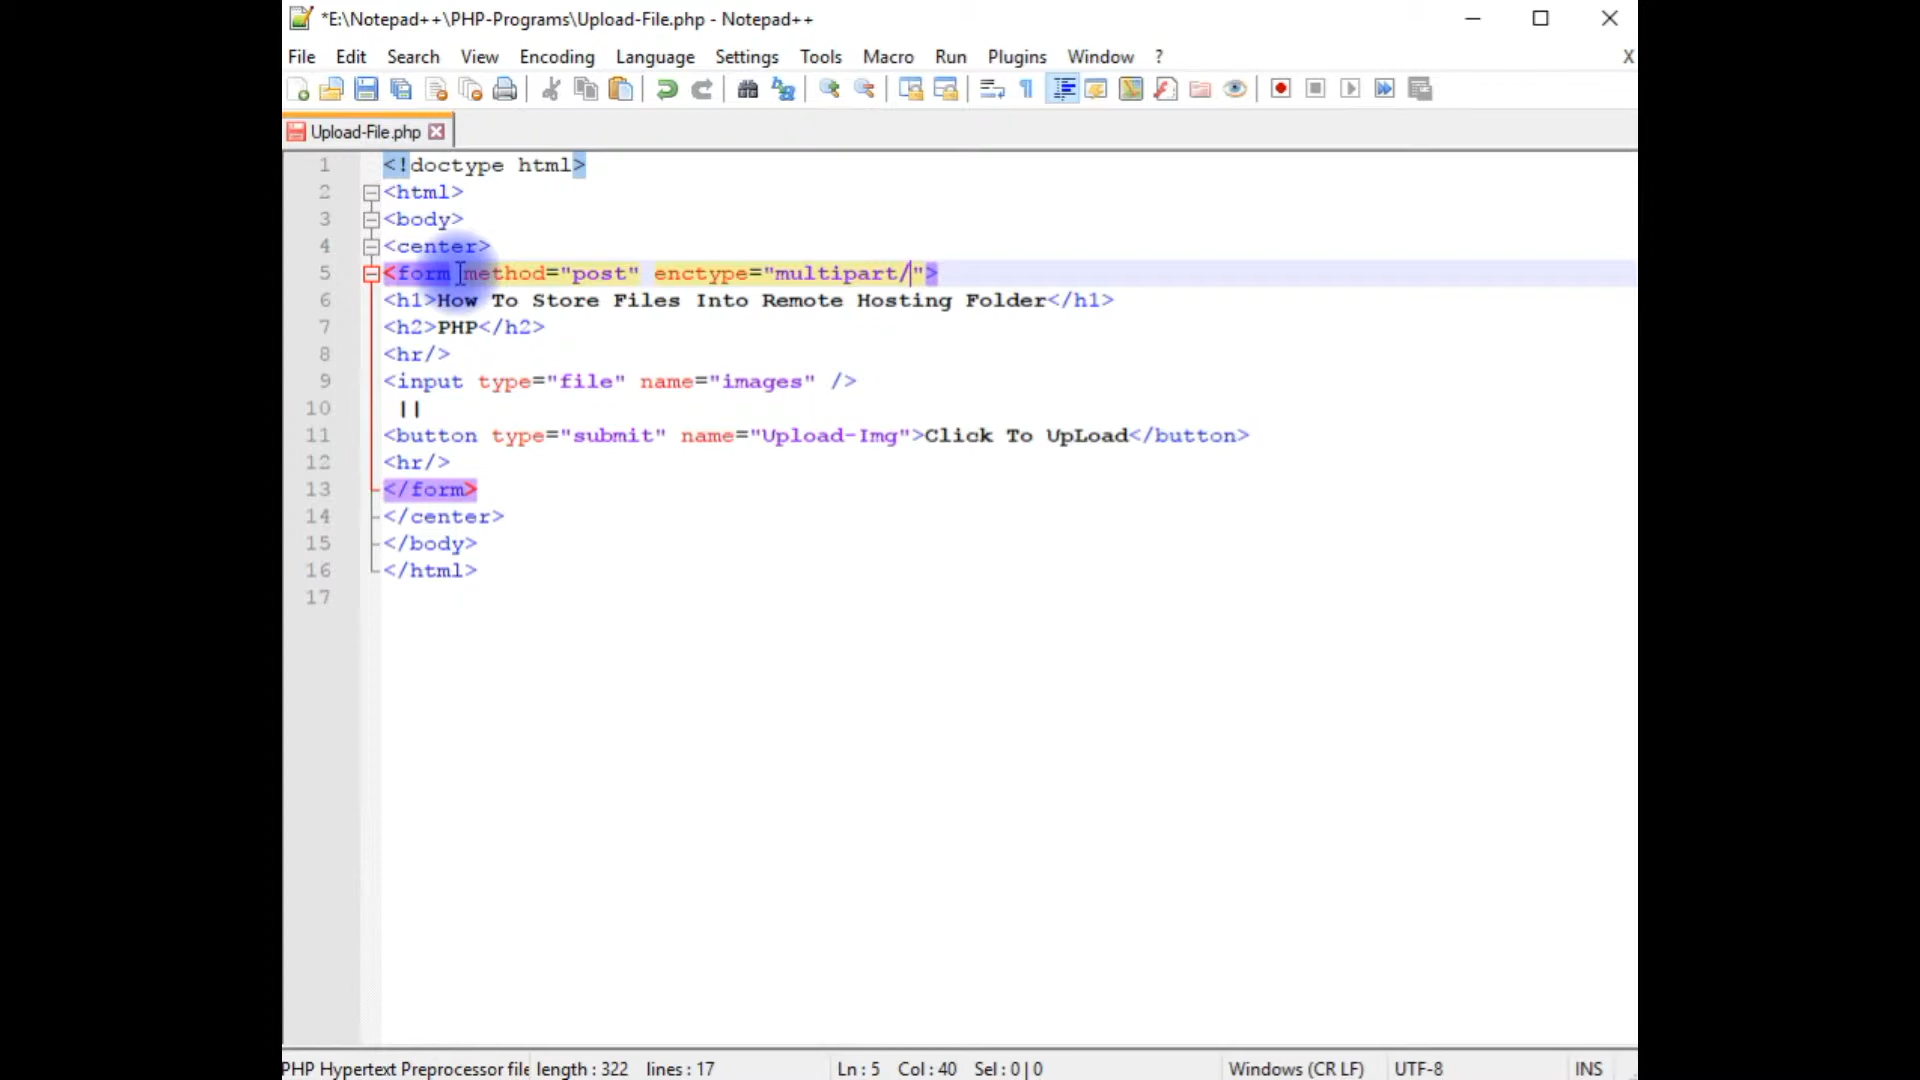 *E:\Notepad++\PHP-Programs\Upload-File.php - Notepad++
File Edit Search View Encoding Language Settings Tools Macro Run Plugins Window ? X
Upload-File.php
1 <!doctype html>
2 <html>
3 <body>
4 <center>
5 <form method="post" enctype="multipart/">
6 <h1>How To Store Files Into Remote Hosting Folder</h1>
7 <h2>PHP</h2>
8 <hr/>
9 <input type="file" name="images" />
10 ||
11 <button type="submit" name="Upload-Img">Click To UpLoad</button>
12 <hr/>
13 </form>
14 </center>
15 </body>
16 </html>
17
PHP Hypertext Preprocessor file length : 322 lines : 17 Ln : 5 Col : 40 Sel : 0 | 0 Windows (CR LF) UTF-8 INS